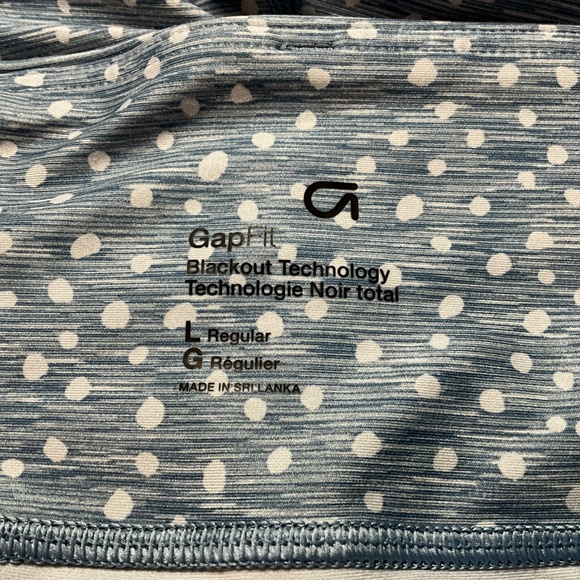 GapFit
Blackout Technology
Technologie Noir total
L Regular
G Régulier
MADE IN SRI LANKA